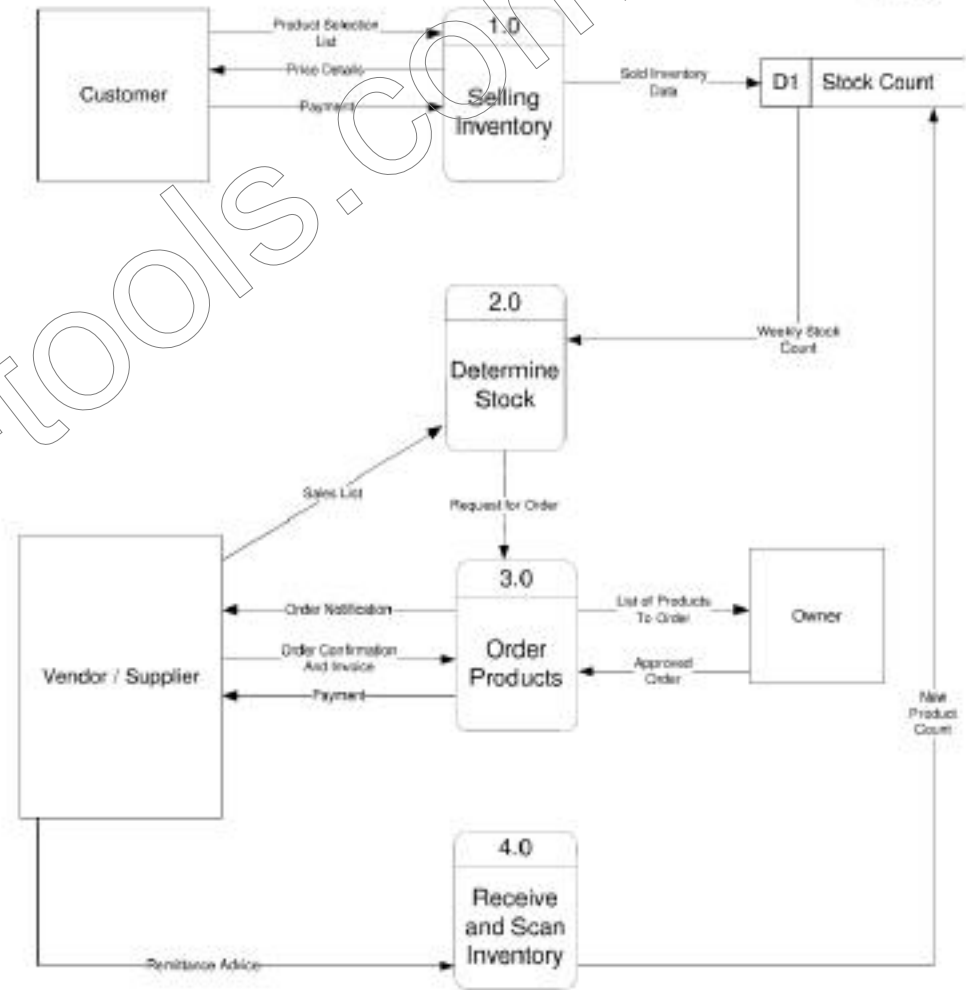 Product Selection
List
Price Details
Payment
Customer
1.0
Selling
Inventory
Sold Inventory
Data
D1 Stock Count
tools.com
2.0
Determine
Stock
Weekly Stock
Count
Sales List
Request for Order
3.0
Order
Products
Order Notification
Order Confirmation
And Invoice
Payment
Vendor / Supplier
List of Products
To Order
Approved
Order
Owner
New
Product
Count
4.0
Receive
and Scan
Inventory
Remittance Advice